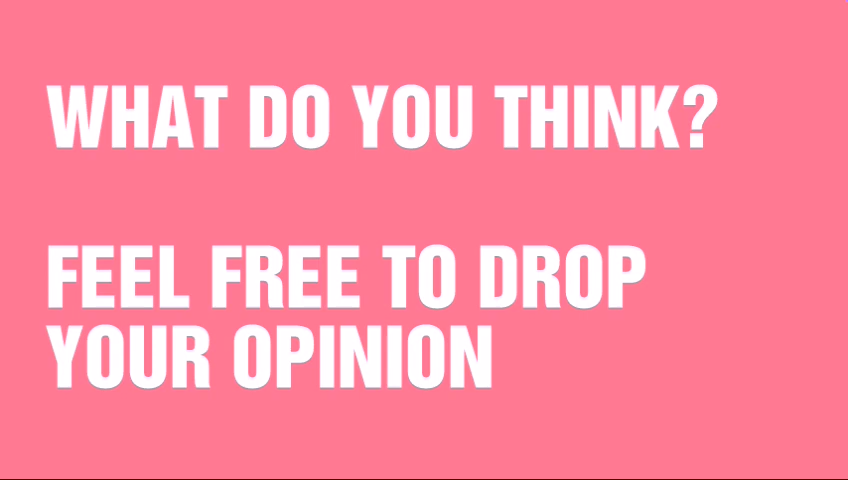 WHAT DO YOU THINK?
FEEL FREE TO DROP
YOUR OPINION